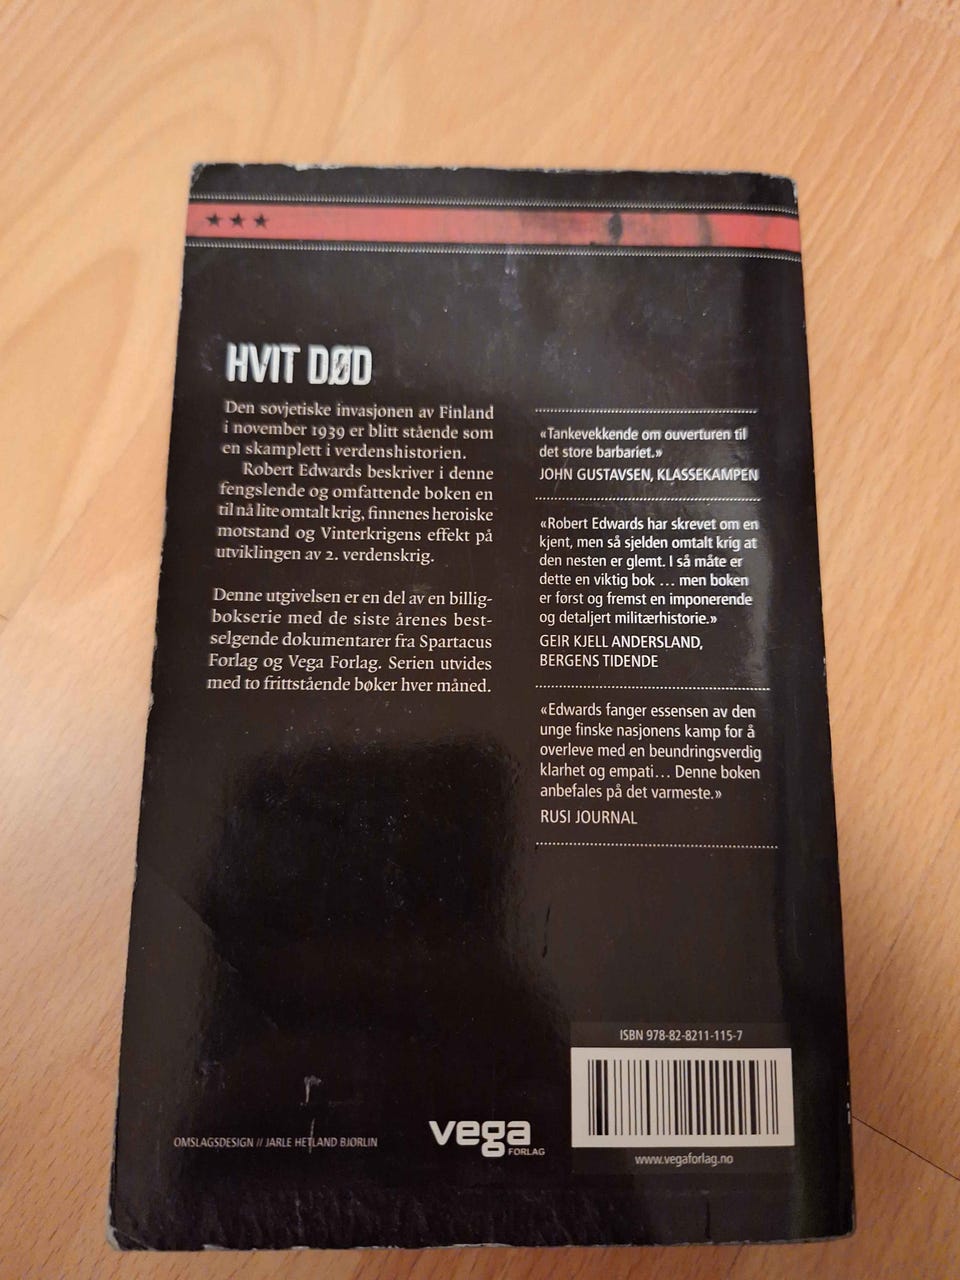 HVIT DØD
Den sovjetiske invasjonen av Finland
i november 1939 er blitt stående som
en skamplett i verdenshistorien.
Robert Edwards beskriver i denne
fengslende og omfattende boken en
til nå lite omtalt krig, finnenes heroiske
motstand og Vinterkrigens effekt på
utviklingen av 2. verdenskrig.
Denne utgivelsen er en del av en billig-
bokserie med de siste årenes best-
selgende dokumentarer fra Spartacus
Forlag og Vega Forlag. Serien utvides
med to frittstående bøker hver måned.
«Tankevekkende om ouverturen til
det store barbariet.»
JOHN GUSTAVSEN, KLASSEKAMPEN
«Robert Edwards har skrevet om en
kjent, men så sjelden omtalt krig at
den nesten er glemt. I så måte er
dette en viktig bok ... men boken
er først og fremst en imponerende
og detaljert militærhistorie.»
GEIR KJELL ANDERSLAND,
BERGENS TIDENDE
«Edwards fanger essensen av den
unge finske nasjonens kamp for å
overleve med en beundringsverdig
klarhet og empati... Denne boken
anbefales på det varmeste.»
RUSI JOURNAL
ISBN 978-82-8211-115-7
www.vegaforlag.no
vega
FORLAG
OMSLAGSDESIGN // JARLE HETLAND BJØRLIN